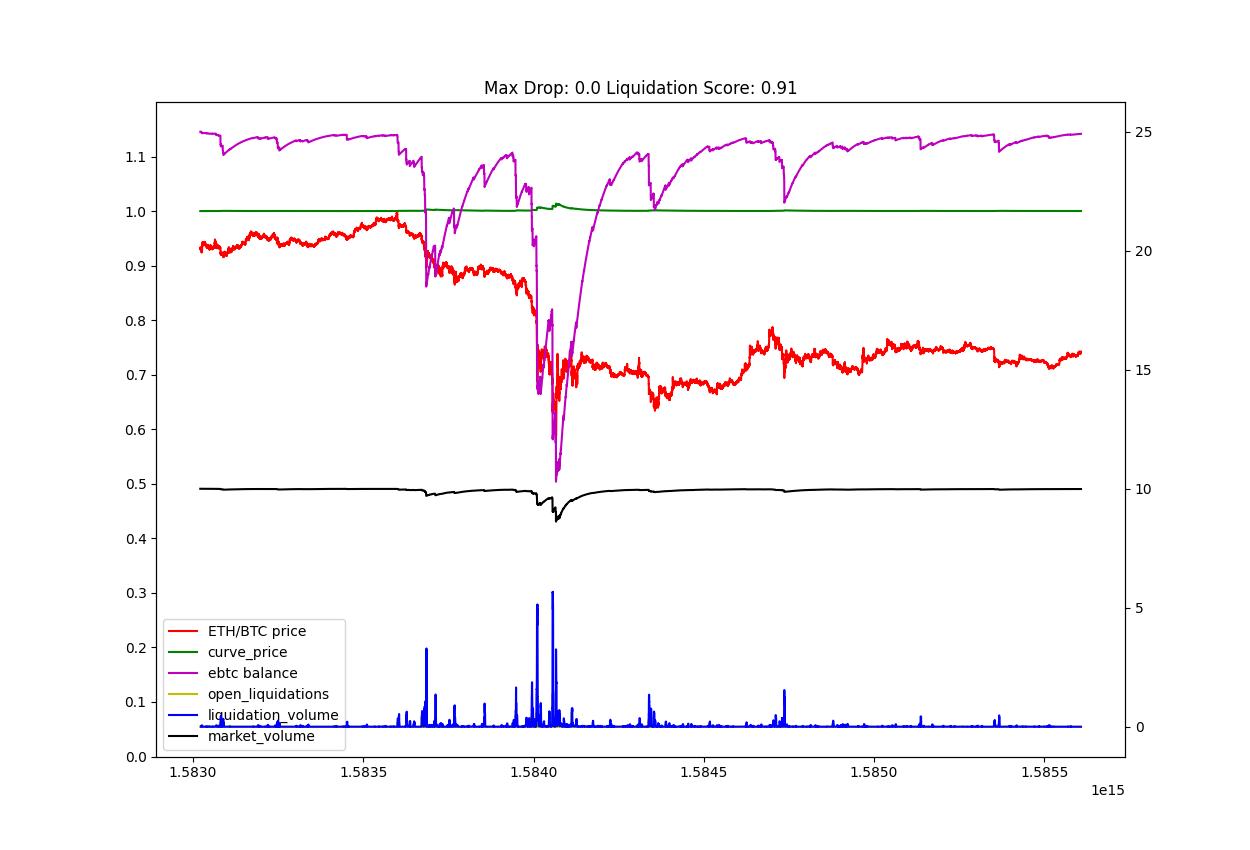 Max Drop: 0.0 Liquidation Score: 0.91
1.1
1.0
0.9
0.8
0.7
0.6
0.5
0.4
0.3
0.2
0.1
0.0
25
20
15
10
5
0
ETH/BTC price
curve_price
ebtc balance
open_liquidations
liquidation_volume
market_volume
1.5830 1.5835 1.5840 1.5845 1.5850 1.5855
1e15